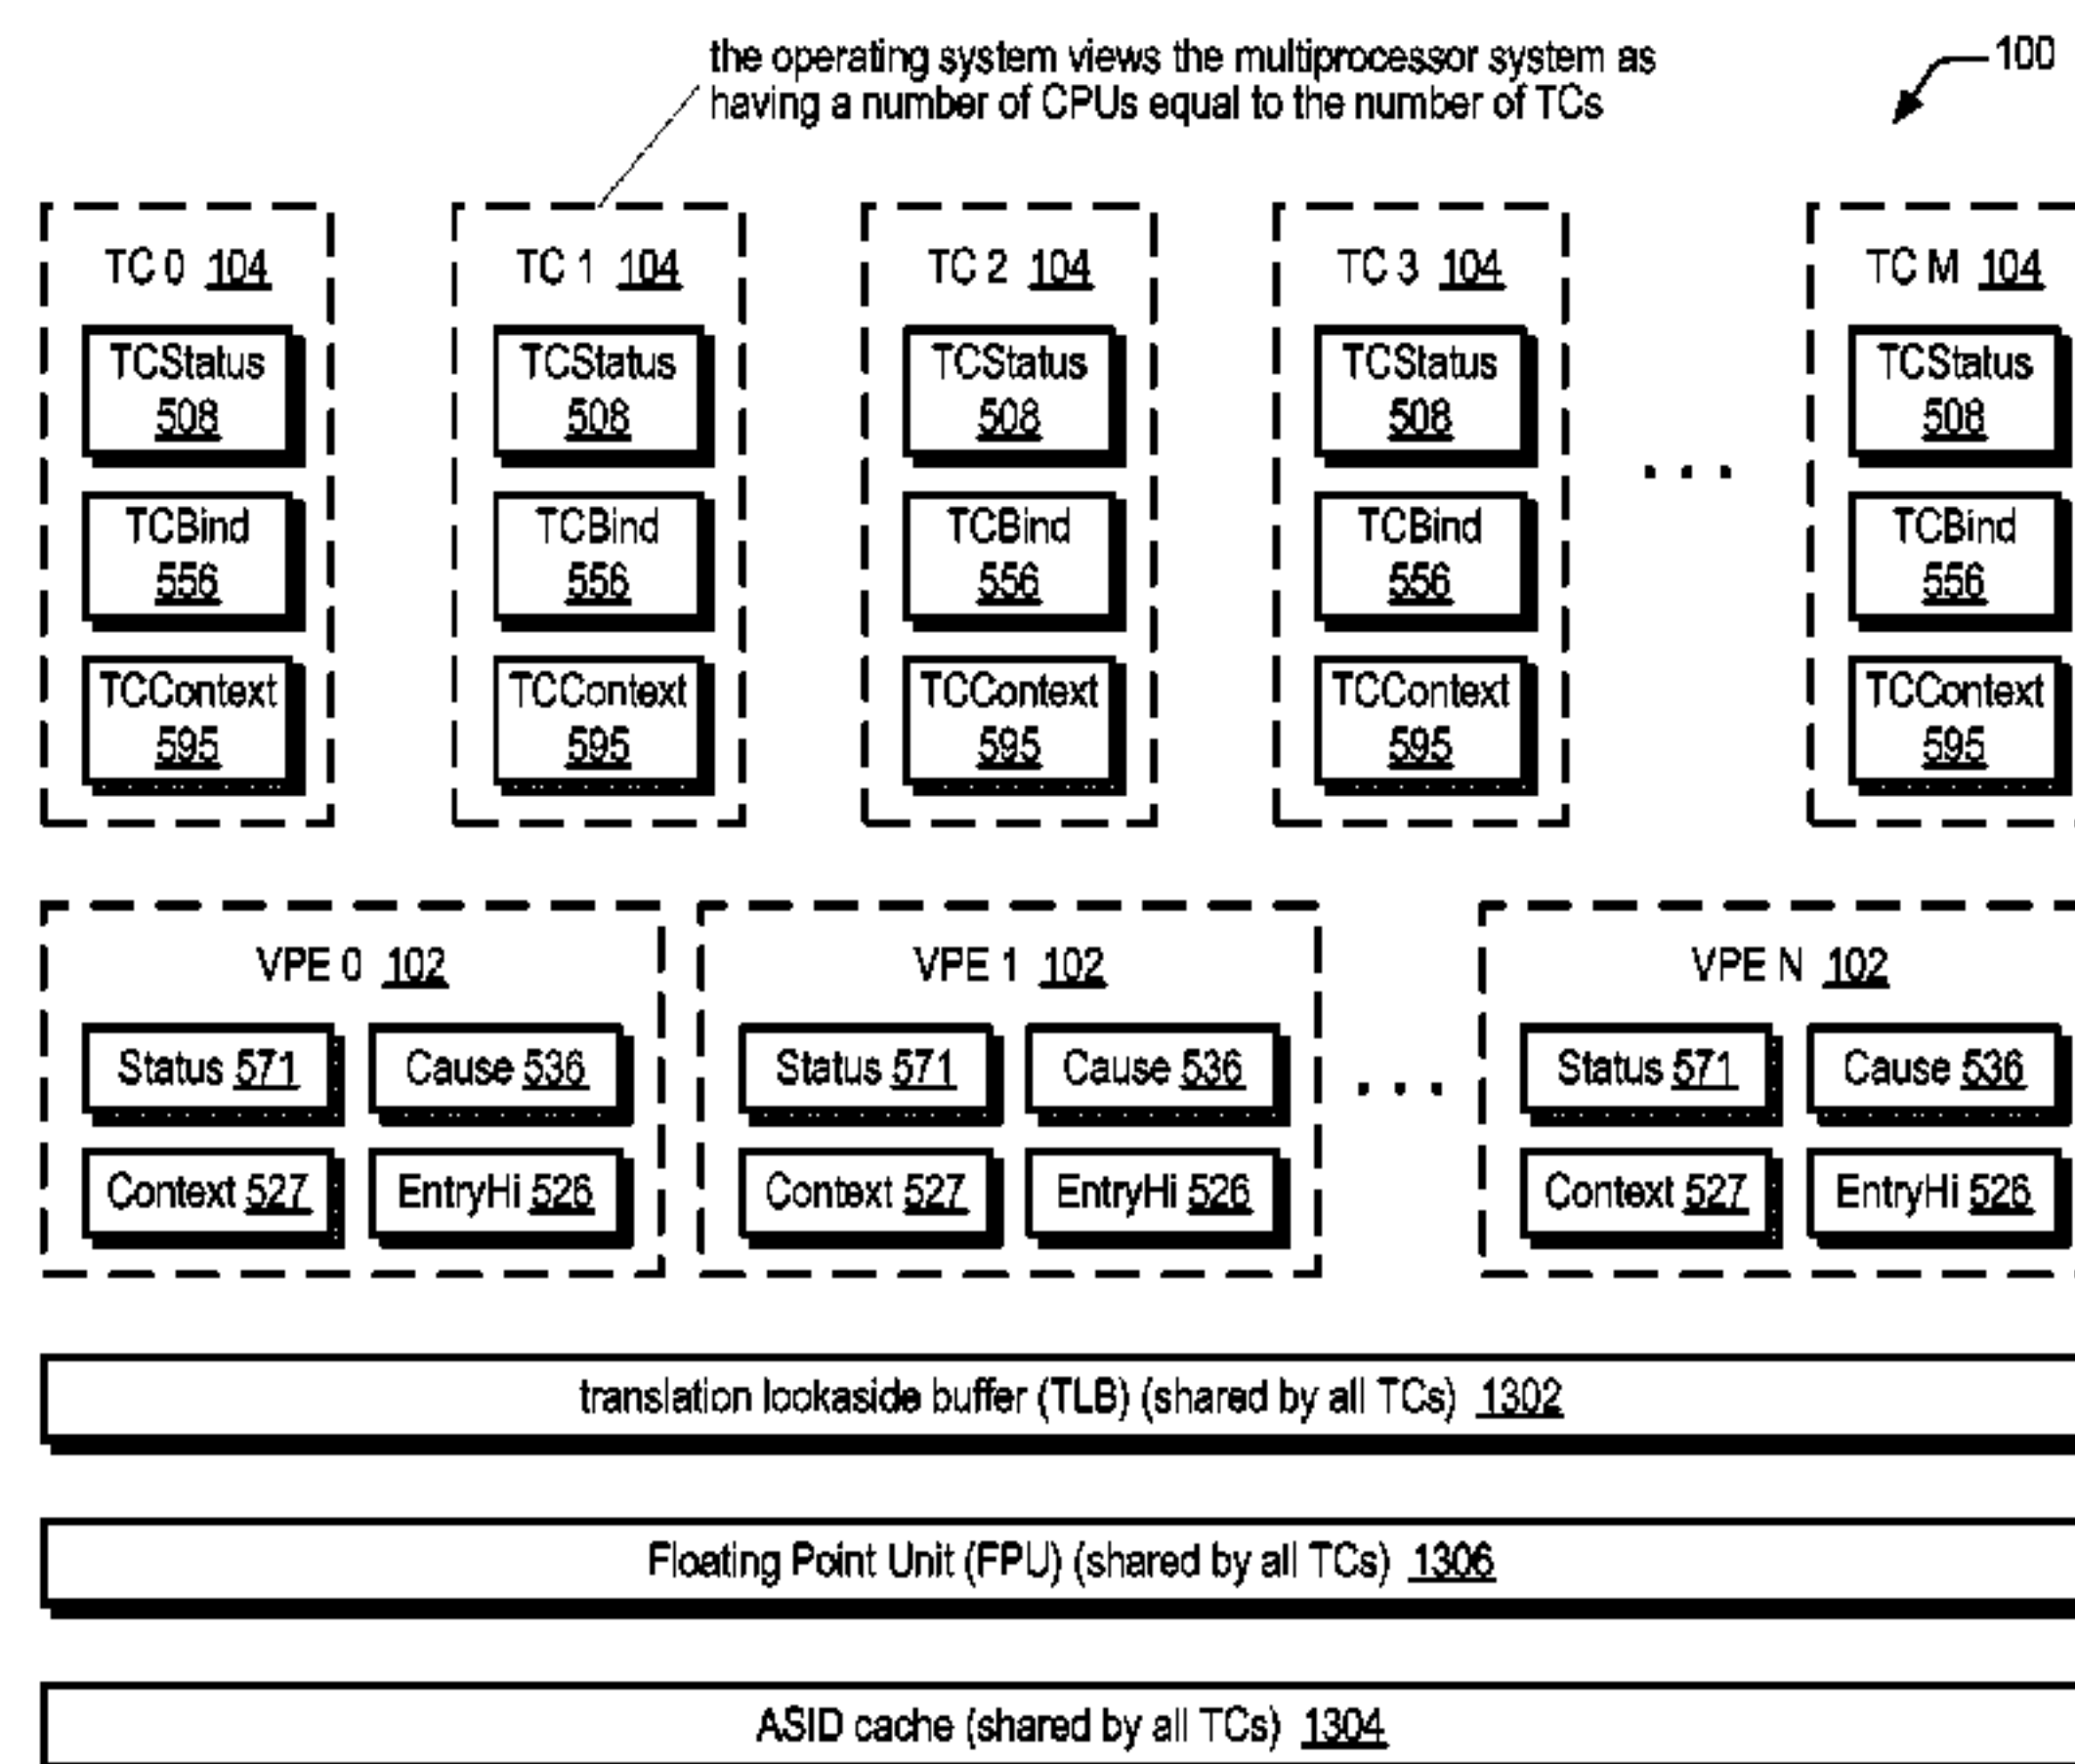 the operating system views the multiprocessor system as
having a number of CPUs equal to the number of TCs
100
TC 0 104
TCStatus
508
TCBind
556
TCContext
595
TC 1 104
TCStatus
508
TCBind
556
TCContext
595
TC 2 104
TCStatus
508
TCBind
556
TCContext
595
TC 3 104
TCStatus
508
TCBind
556
TCContext
595
. . .
TC M 104
TCStatus
508
TCBind
556
TCContext
595
VPE 0 102
Status 571
Cause 536
Context 527
EntryHi 526
VPE 1 102
Status 571
Cause 536
Context 527
EntryHi 526
. . .
VPE N 102
Status 571
Cause 536
Context 527
EntryHi 526
translation lookaside buffer (TLB) (shared by all TCs) 1302
Floating Point Unit (FPU) (shared by all TCs) 1306
ASID cache (shared by all TCs) 1304